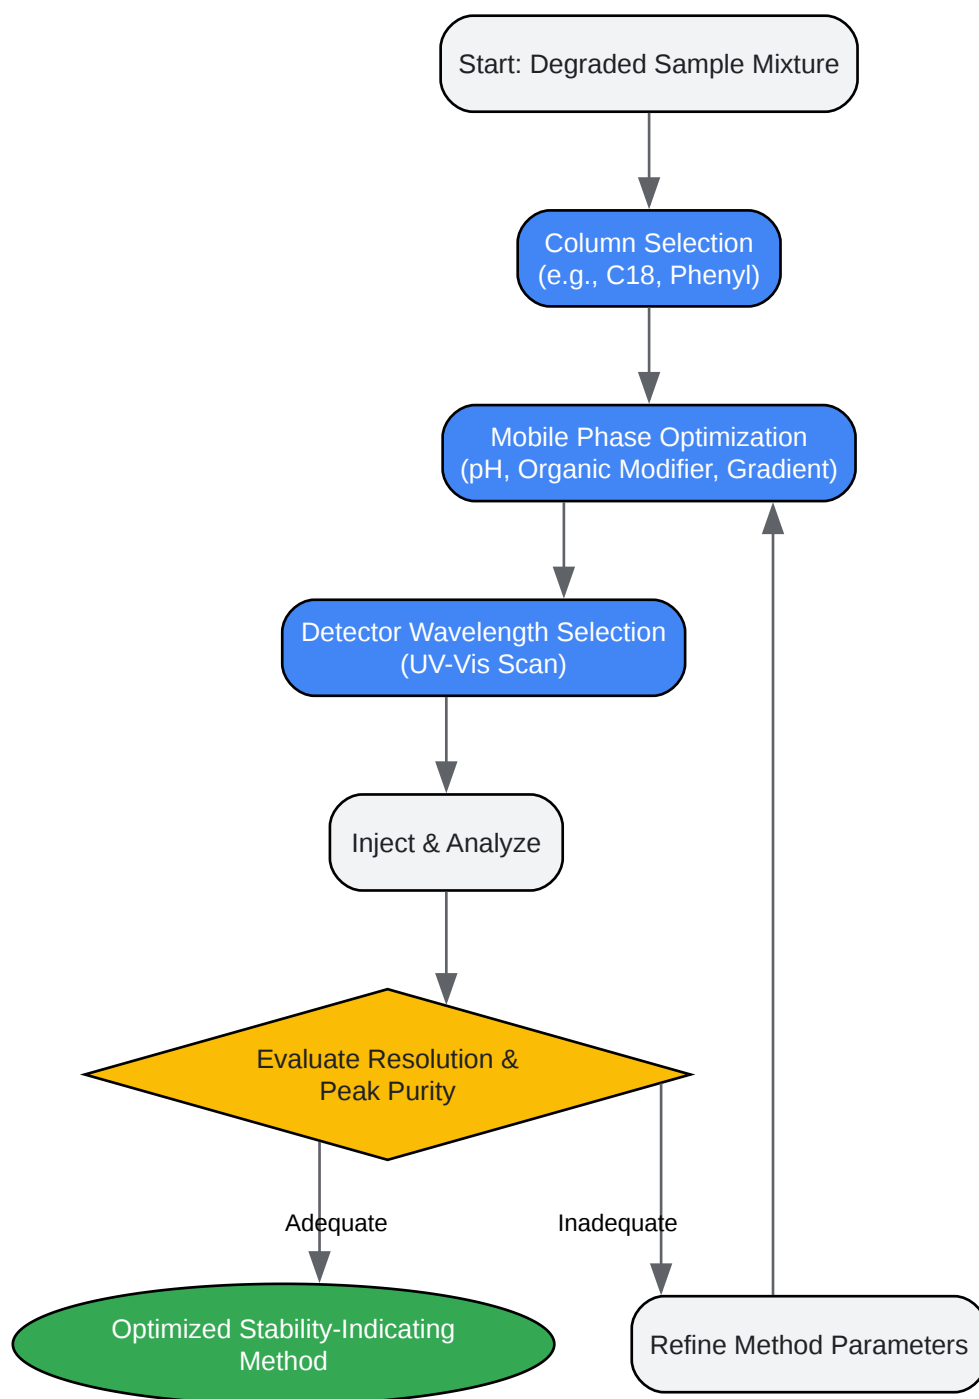 Start: Degraded Sample Mixture
Column Selection
(e.g., C18, Phenyl)
Mobile Phase Optimization
(pH, Organic Modifier, Gradient)
Detector Wavelength Selection
(UV-Vis Scan)
Inject & Analyze
Evaluate Resolution &
Peak Purity
Adequate
Inadequate
Optimized Stability-Indicating
Method
Refine Method Parameters